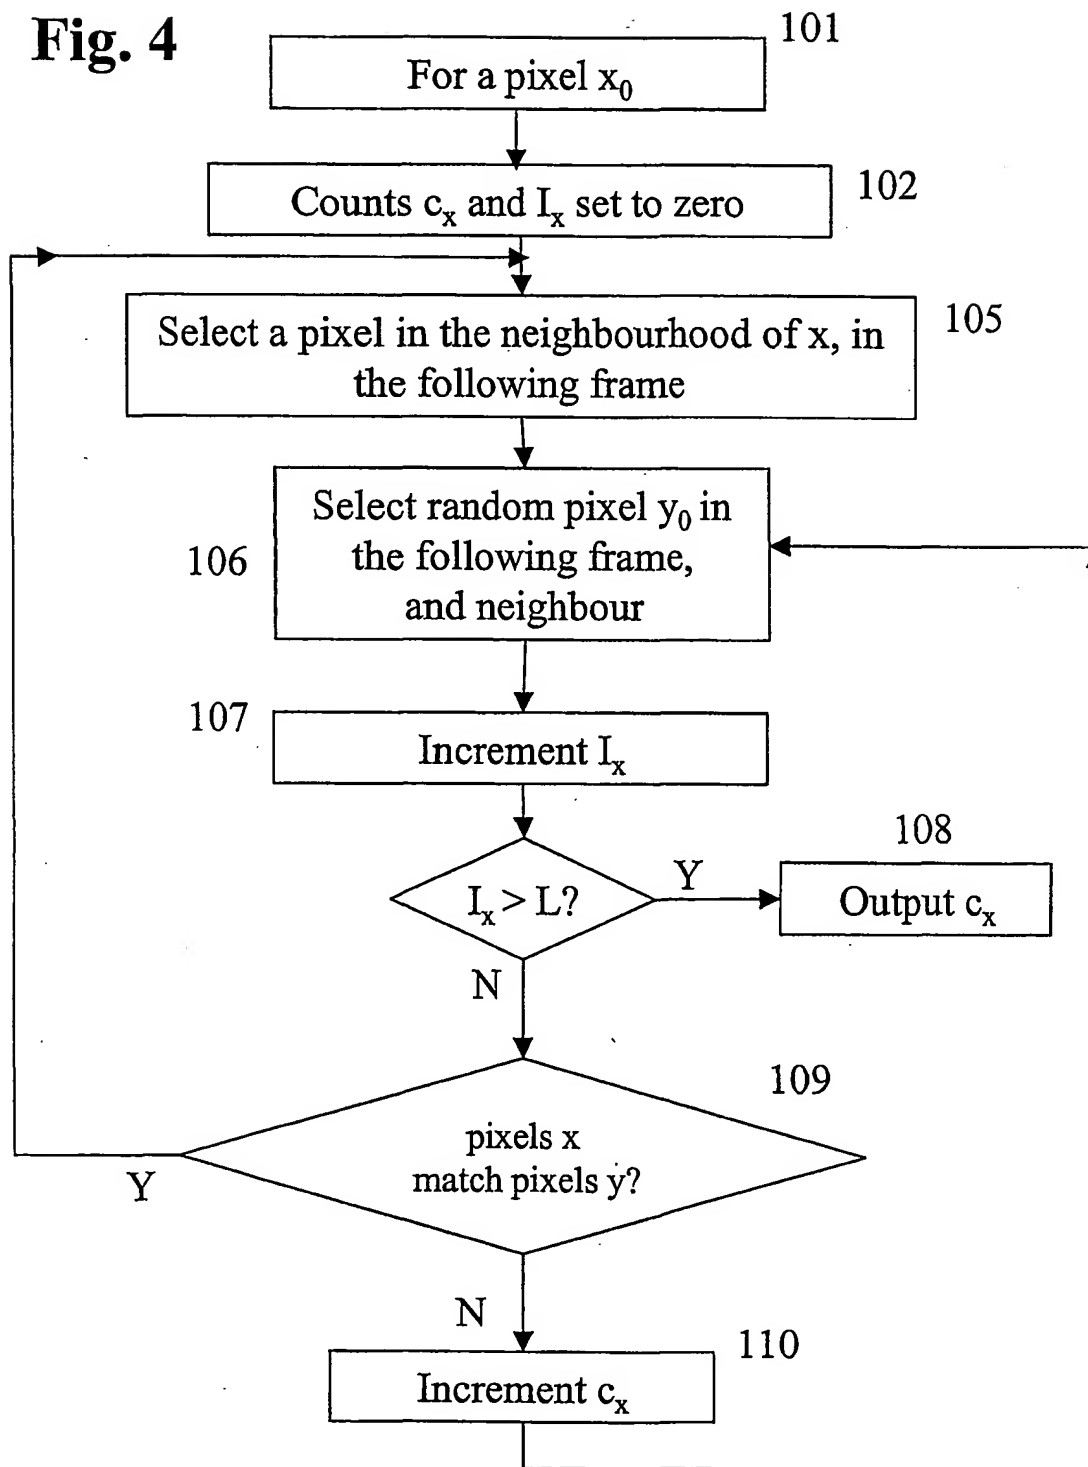 Fig. 4
101
For a pixel x₀
102
Counts cₓ and Iₓ set to zero
105
Select a pixel in the neighbourhood of x, in
the following frame
106
Select random pixel y₀ in
the following frame,
and neighbour
107
Increment Iₓ
108
Iₓ > L?
Y
Output cₓ
N
109
pixels x
match pixels y?
Y
N
110
Increment cₓ